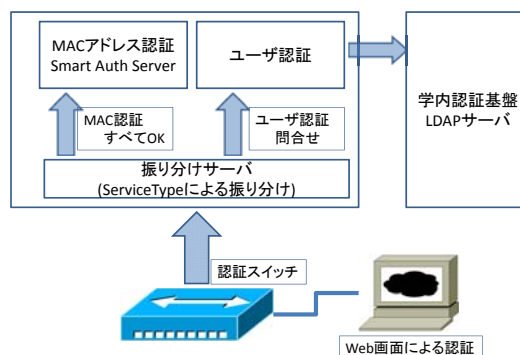 MACアドレス認証
Smart Auth Server
ユーザ認証
学内認証基盤
LDAPサーバ
MAC認証
すべてOK
ユーザ認証
問合せ
振り分けサーバ
(ServiceTypeによる振り分け)
認証スイッチ
Web画面による認証